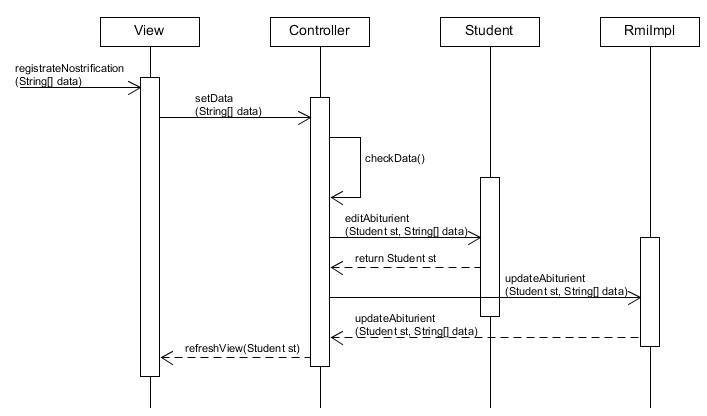 View
Controller
Student
RmiImpl
registrateNostrification
(String[] data)
setData
(String[] data)
checkData()
editAbiturient
(Student st, String[] data)
return Student st
updateAbiturient
(Student st, String[] data)
updateAbiturient
(Student st, String[] data)
refreshView(Student st)